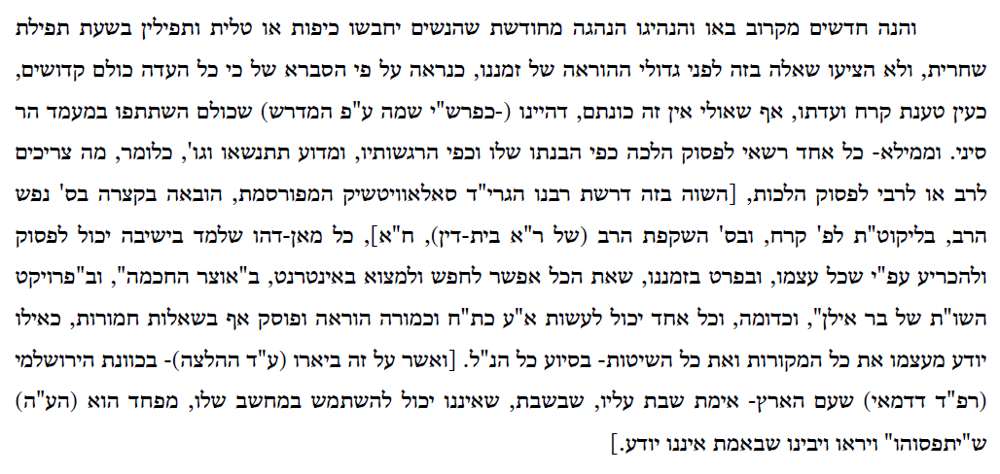 והנה חדשים מקרוב באו והנהיגו הנהגה מחודשת שהנשים יחבשו כיפות או טלית ותפילין בשעת תפילת
שחרית, ולא הציעו שאלה בזה לפני גדולי ההוראה של זמננו, כנראה על פי הסברא של כי כל העדה כולם קדושים,
כעין טענת קרח ועדתו, אף שאולי אין זה כונתם, דהיינו (-כפרש"י שמה ע"פ המדרש) שכולם השתתפו במעמד הר
סיני. וממילא- כל אחד רשאי לפסוק הלכה כפי הבנתו שלו וכפי הרגשותיו, ומדוע תתנשאו וגו', כלומר, מה צריכים
לרב או לרבי לפסוק הלכות, [השוה בזה דרשת רבנו הגרי"ד סאלאוויטשיק המפורסמת, הובאה בקצרה בס' נפש
הרב, בליקוט"ת לפ' קרח, ובס' השקפת הרב (של ר"א בית-דין), ח"א], כל מאן-דהו שלמד בישיבה יכול לפסוק
ולהכריע עפ"י שכל עצמו, ובפרט בזמננו, שאת הכל אפשר לחפש ולמצוא באינטרנט, ב"אוצר החכמה", וב"פרויקט
השו"ת של בר אילן", וכדומה, וכל אחד יכול לעשות א"ע כת"ח וכמורה הוראה ופוסק אף בשאלות חמורות, כאילו
יודע מעצמו את כל המקורות ואת כל השיטות- בסיוע כל הנ"ל. [ואשר על זה ביארו (ע"ד ההלצה)- בכוונת הירושלמי
(רפ"ד דדמאי) שעם הארץ- אימת שבת עליו, שבשבת, שאיננו יכול להשתמש במחשב שלו, מפחד הוא (הע"ה)
ש"יתפסוהו" ויראו ויבינו שבאמת איננו יודע.]